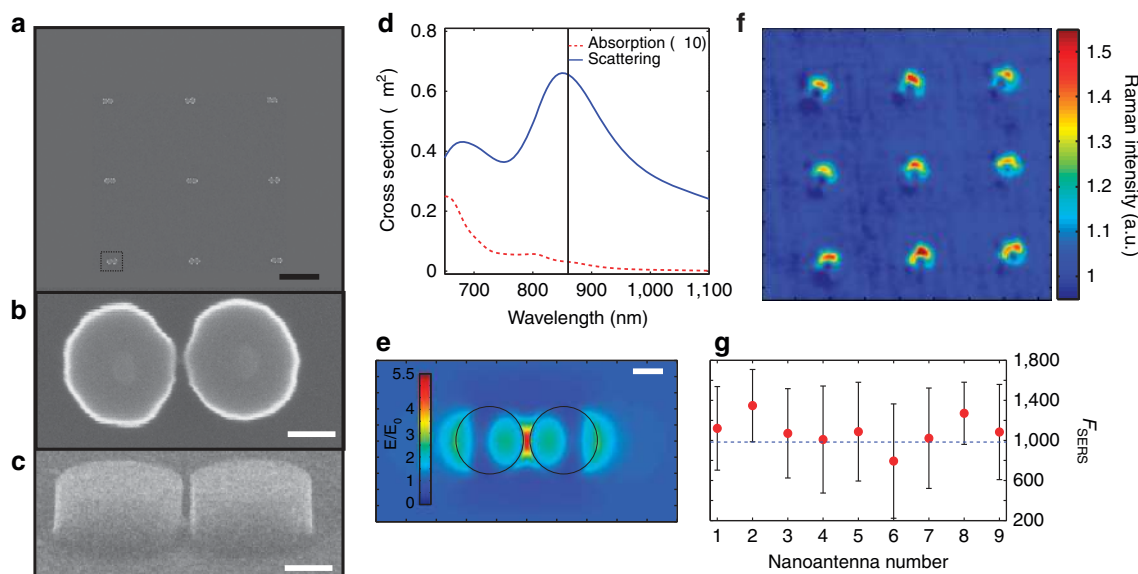 a
b
c
d
0.8
0.6
0.4
0.2
0
Cross section ( m²)
Absorption ( 10)
Scattering
700
800
900
1,000
1,100
Wavelength (nm)
e
5.5
4
3
2
1
0
E/E₀
f
1.5
1.4
1.3
1.2
1.1
1
Raman intensity (a.u.)
g
1,800
1,400
1,000
600
200
F_SERS
1 2 3 4 5 6 7 8 9
Nanoantenna number